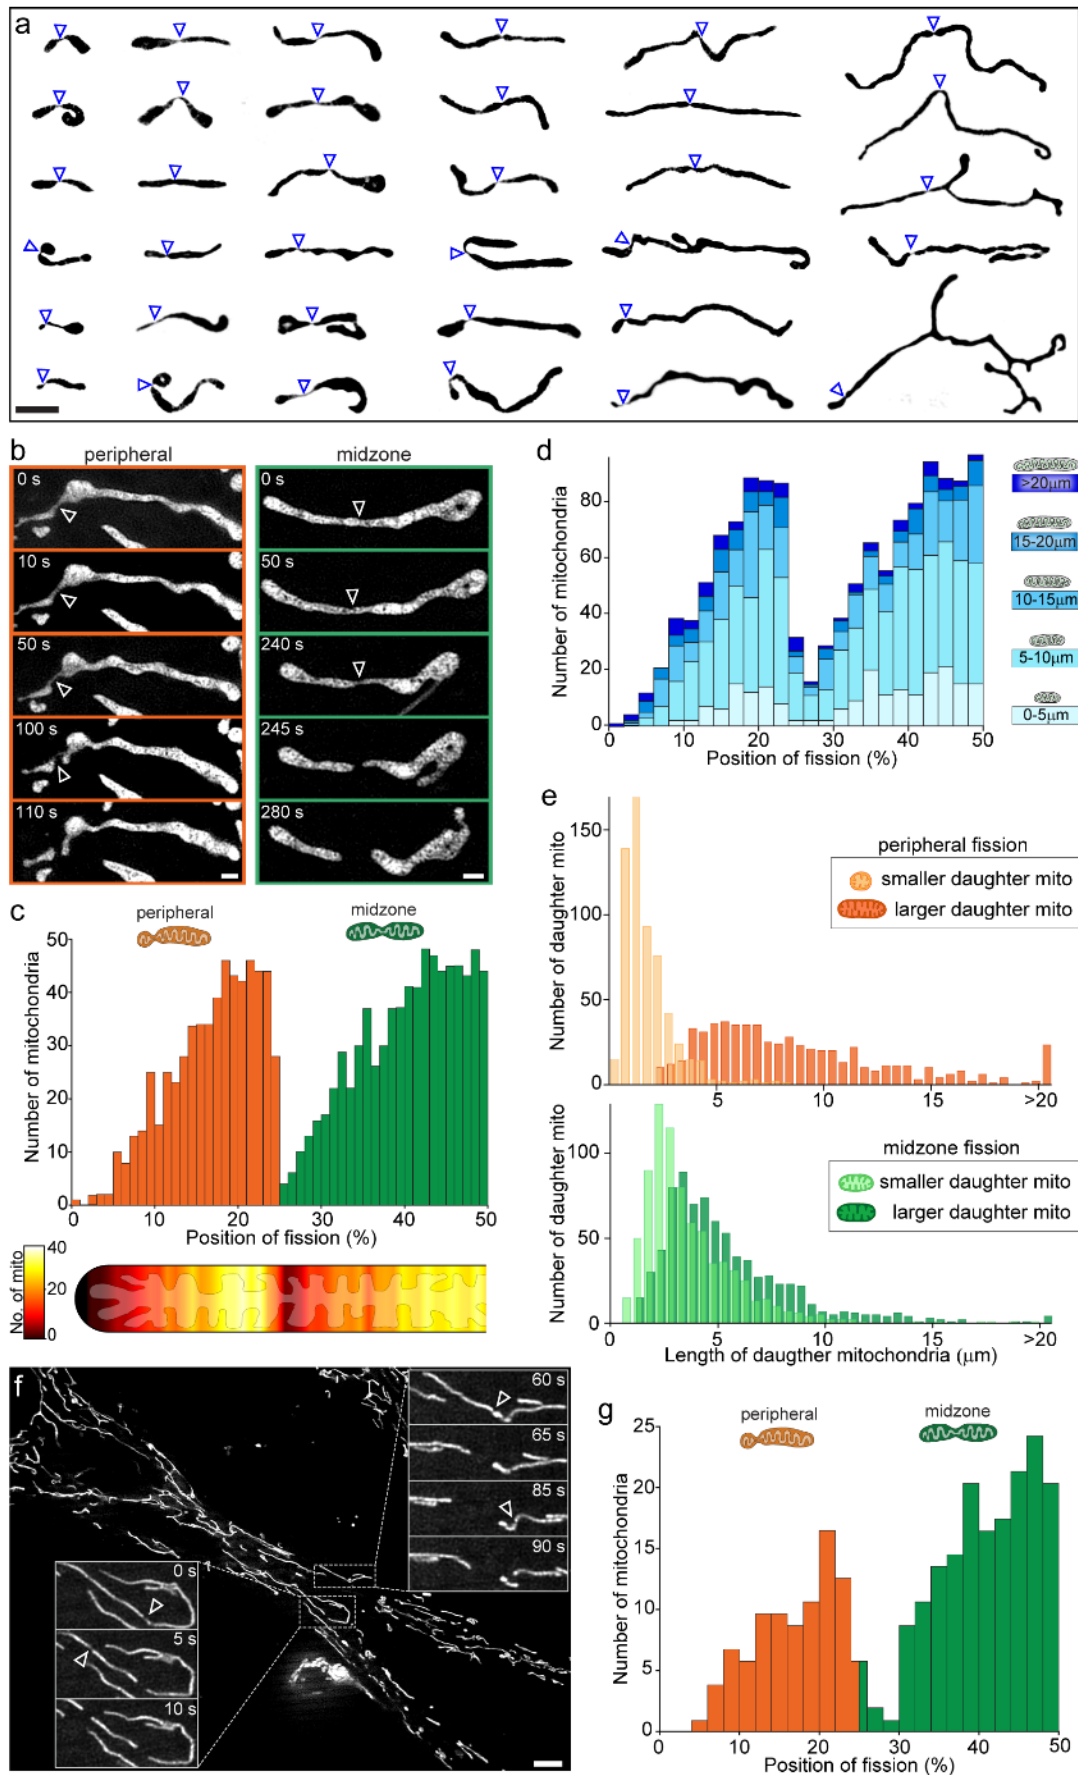 a
b
peripheral
midzone
0 s
10 s
50 s
100 s
110 s
0 s
50 s
240 s
245 s
280 s
c
peripheral
midzone
Number of mitochondria
50
40
30
20
10
0
0
10
20
30
40
50
Position of fission (%)
No. of mito
40
20
0
d
Number of mitochondria
80
60
40
20
0
0
10
20
30
40
50
Position of fission (%)
>20μm
15-20μm
10-15μm
5-10μm
0-5μm
e
Number of daughter mito
150
100
50
0
peripheral fission
smaller daughter mito
larger daughter mito
5
10
15
>20
Number of daughter mito
100
50
0
midzone fission
smaller daughter mito
larger daughter mito
0
5
10
15
>20
Length of daugther mitochondria (μm)
f
60 s
65 s
85 s
90 s
0 s
5 s
10 s
g
peripheral
midzone
Number of mitochondria
25
20
15
10
5
0
0
10
20
30
40
50
Position of fission (%)